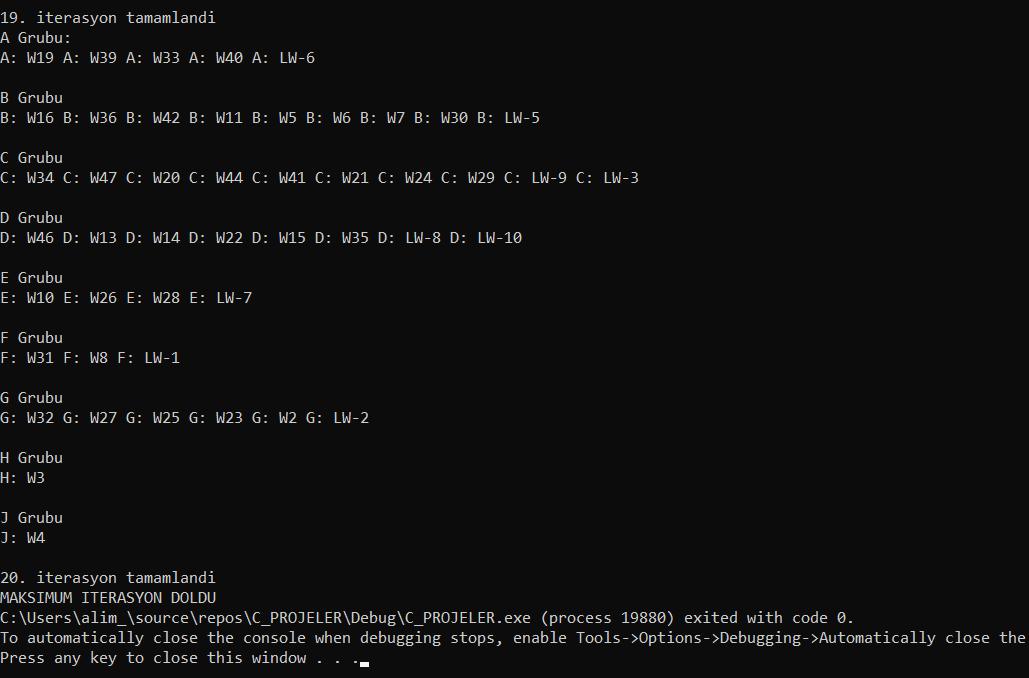 19. iterasyon tamamlandi
A Grubu:
A: W19 A: W39 A: W33 A: W40 A: LW-6
B Grubu
B: W16 B: W36 B: W42 B: W11 B: W5 B: W6 B: W7 B: W30 B: LW-5
C Grubu
C: W34 C: W47 C: W20 C: W44 C: W41 C: W21 C: W24 C: W29 C: LW-9 C: LW-3
D Grubu
D: W46 D: W13 D: W14 D: W22 D: W15 D: W35 D: LW-8 D: LW-10
E Grubu
E: W10 E: W26 E: W28 E: LW-7
F Grubu
F: W31 F: W8 F: LW-1
G Grubu
G: W32 G: W27 G: W25 G: W23 G: W2 G: LW-2
H Grubu
H: W3
J Grubu
J: W4
20. iterasyon tamamlandi
MAKSIMUM ITERASYON DOLDU
C:\Users\alim_\source\repos\C_PROJELER\Debug\C_PROJELER.exe (process 19880) exited with code 0.
To automatically close the console when debugging stops, enable Tools->Options->Debugging->Automatically close the
Press any key to close this window . . .